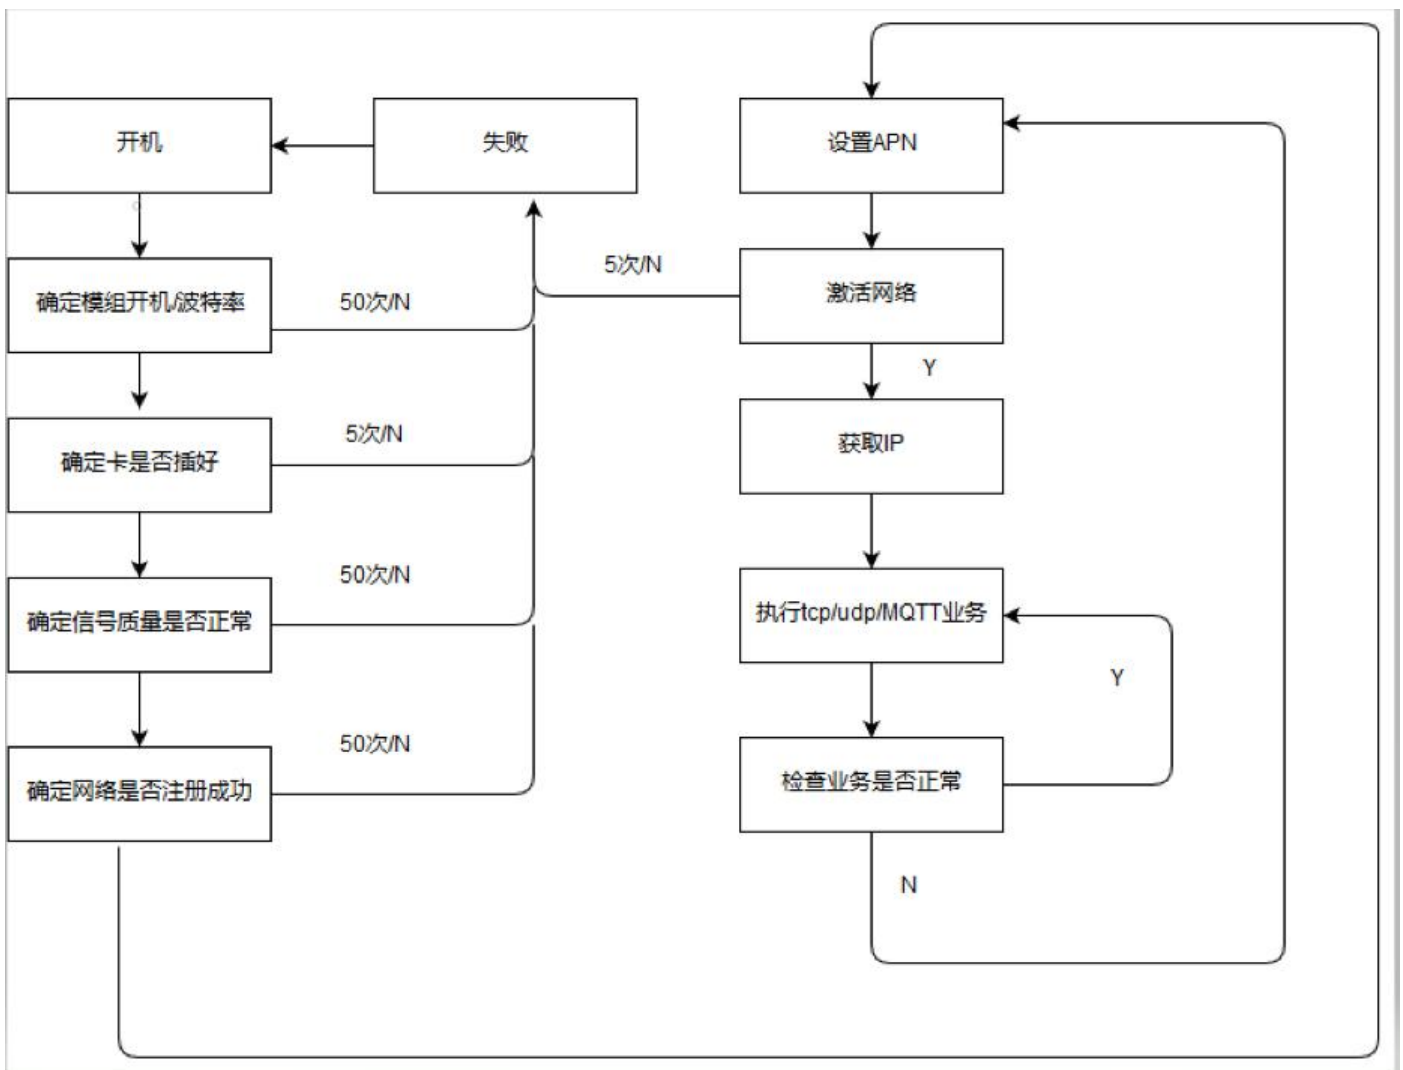 开机
失败
设置APN
确定模组开机/波特率
50次/N
5次/N
激活网络
Y
确定卡是否插好
5次/N
获取IP
确定信号质量是否正常
50次/N
执行tcp/udp/MQTT业务
Y
确定网络是否注册成功
50次/N
检查业务是否正常
N